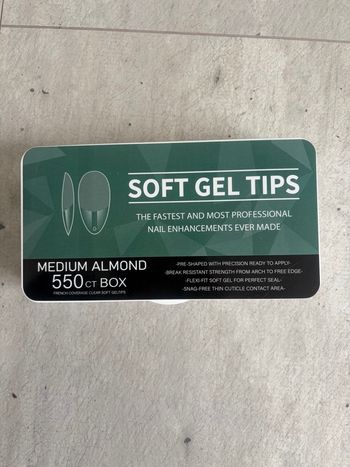 SOFT GEL TIPS
THE FASTEST AND MOST PROFESSIONAL
NAIL ENHANCEMENTS EVER MADE
MEDIUM ALMOND
550 CT BOX
FRENCH COVERAGE CLEAR SOFT GELTIPS
-PRE-SHAPED WITH PRECISION READY TO APPLY-
-BREAK RESISTANT STRENGTH FROM ARCH TO FREE EDGE-
-FLEXI-FIT SOFT GEL FOR PERFECT SEAL-
-SNAG-FREE THIN CUTICLE CONTACT AREA-